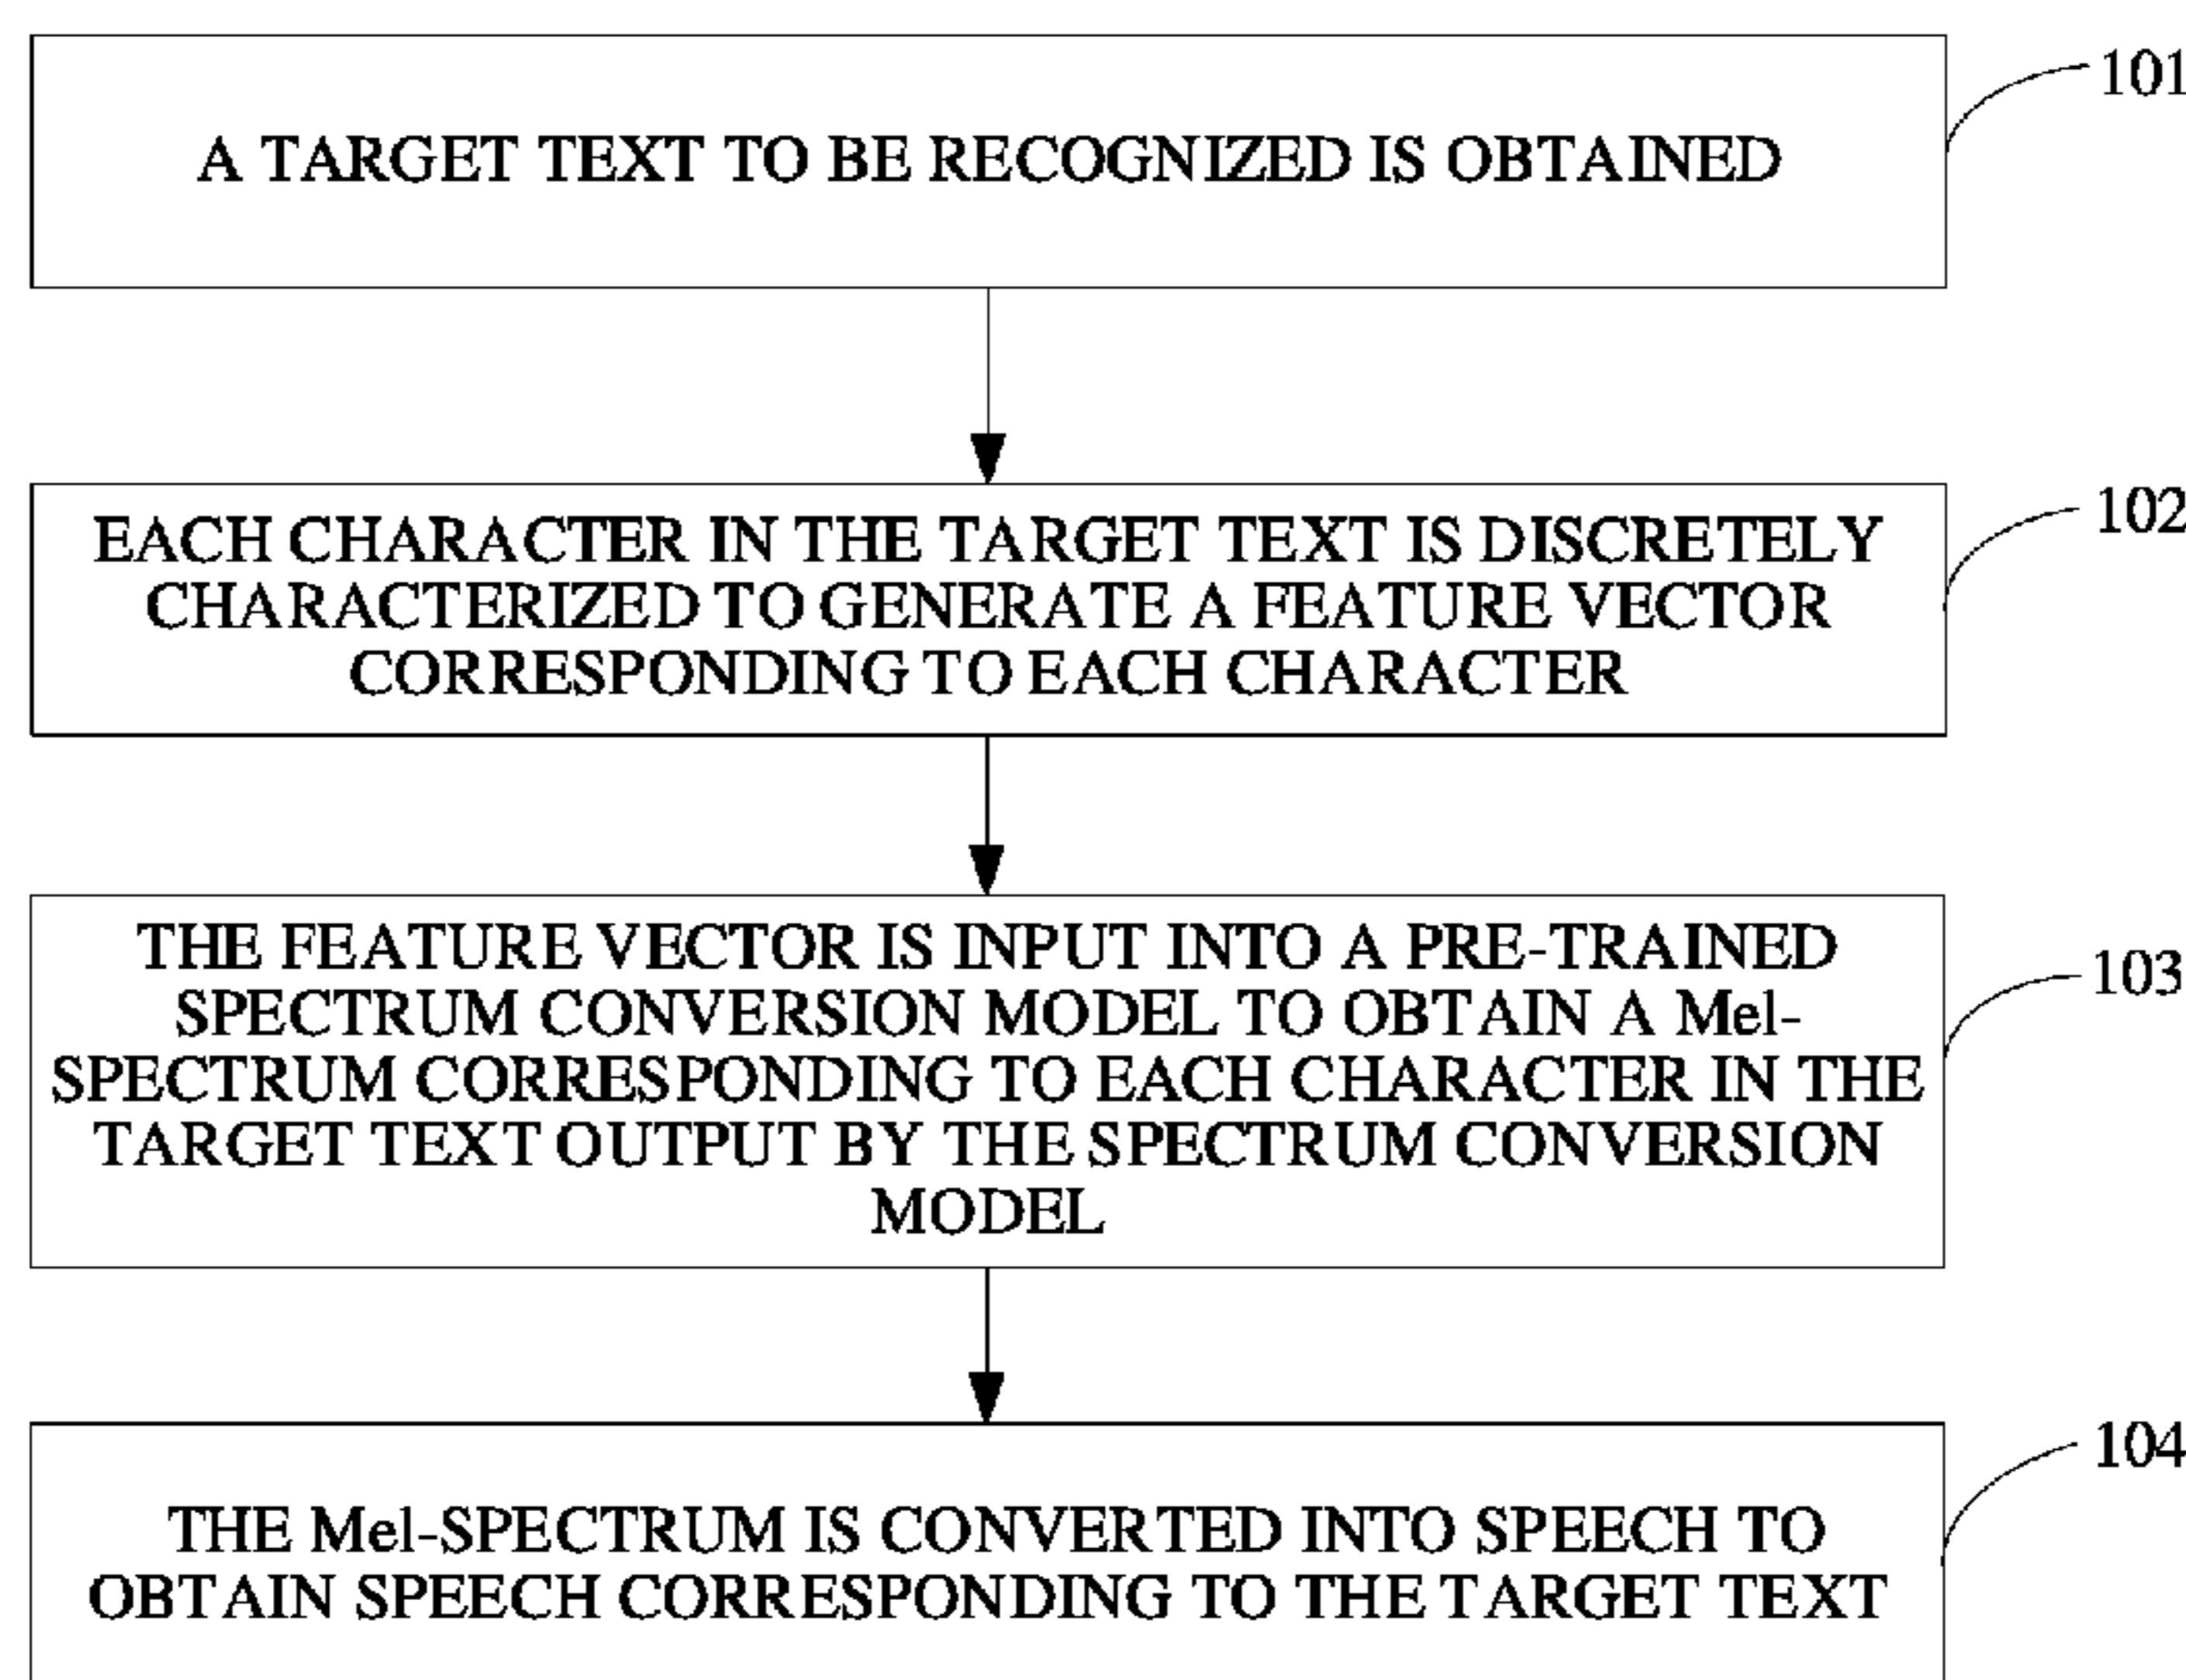 101
A TARGET TEXT TO BE RECOGNIZED IS OBTAINED
102
EACH CHARACTER IN THE TARGET TEXT IS DISCRETELY
CHARACTERIZED TO GENERATE A FEATURE VECTOR
CORRESPONDING TO EACH CHARACTER
THE FEATURE VECTOR IS INPUT INTO A PRE-TRAINED
103
SPECTRUM CONVERSION MODEL TO OBTAIN A Mel-
SPECTRUM CORRESPONDING TO EACH CHARACTER IN THE
TARGET TEXT OUTPUT BY THE SPECTRUM CONVERSION
MODEL
104
THE Mel-SPECTRUM IS CONVERTED INTO SPEECH TO
OBTAIN SPEECH CORRESPONDING TO THE TARGET TEXT